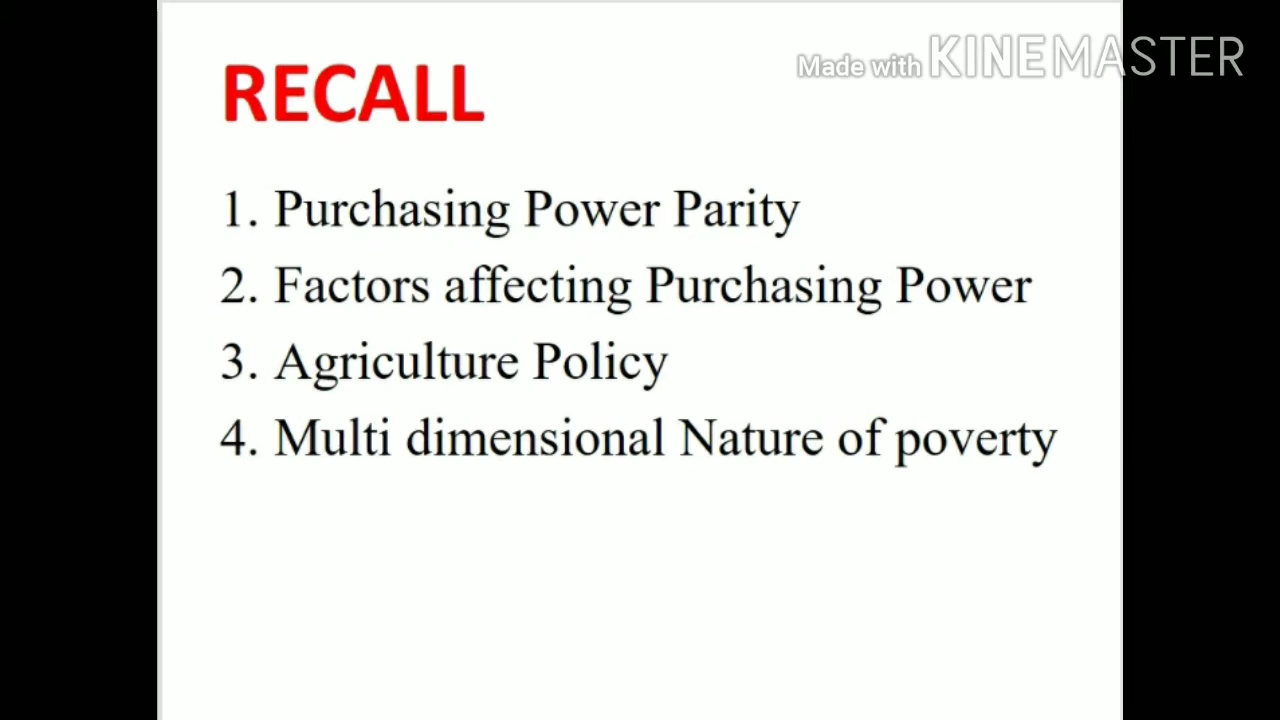 Made with KINEMASTER
RECALL
1. Purchasing Power Parity
2. Factors affecting Purchasing Power
3. Agriculture Policy
4. Multi dimensional Nature of poverty